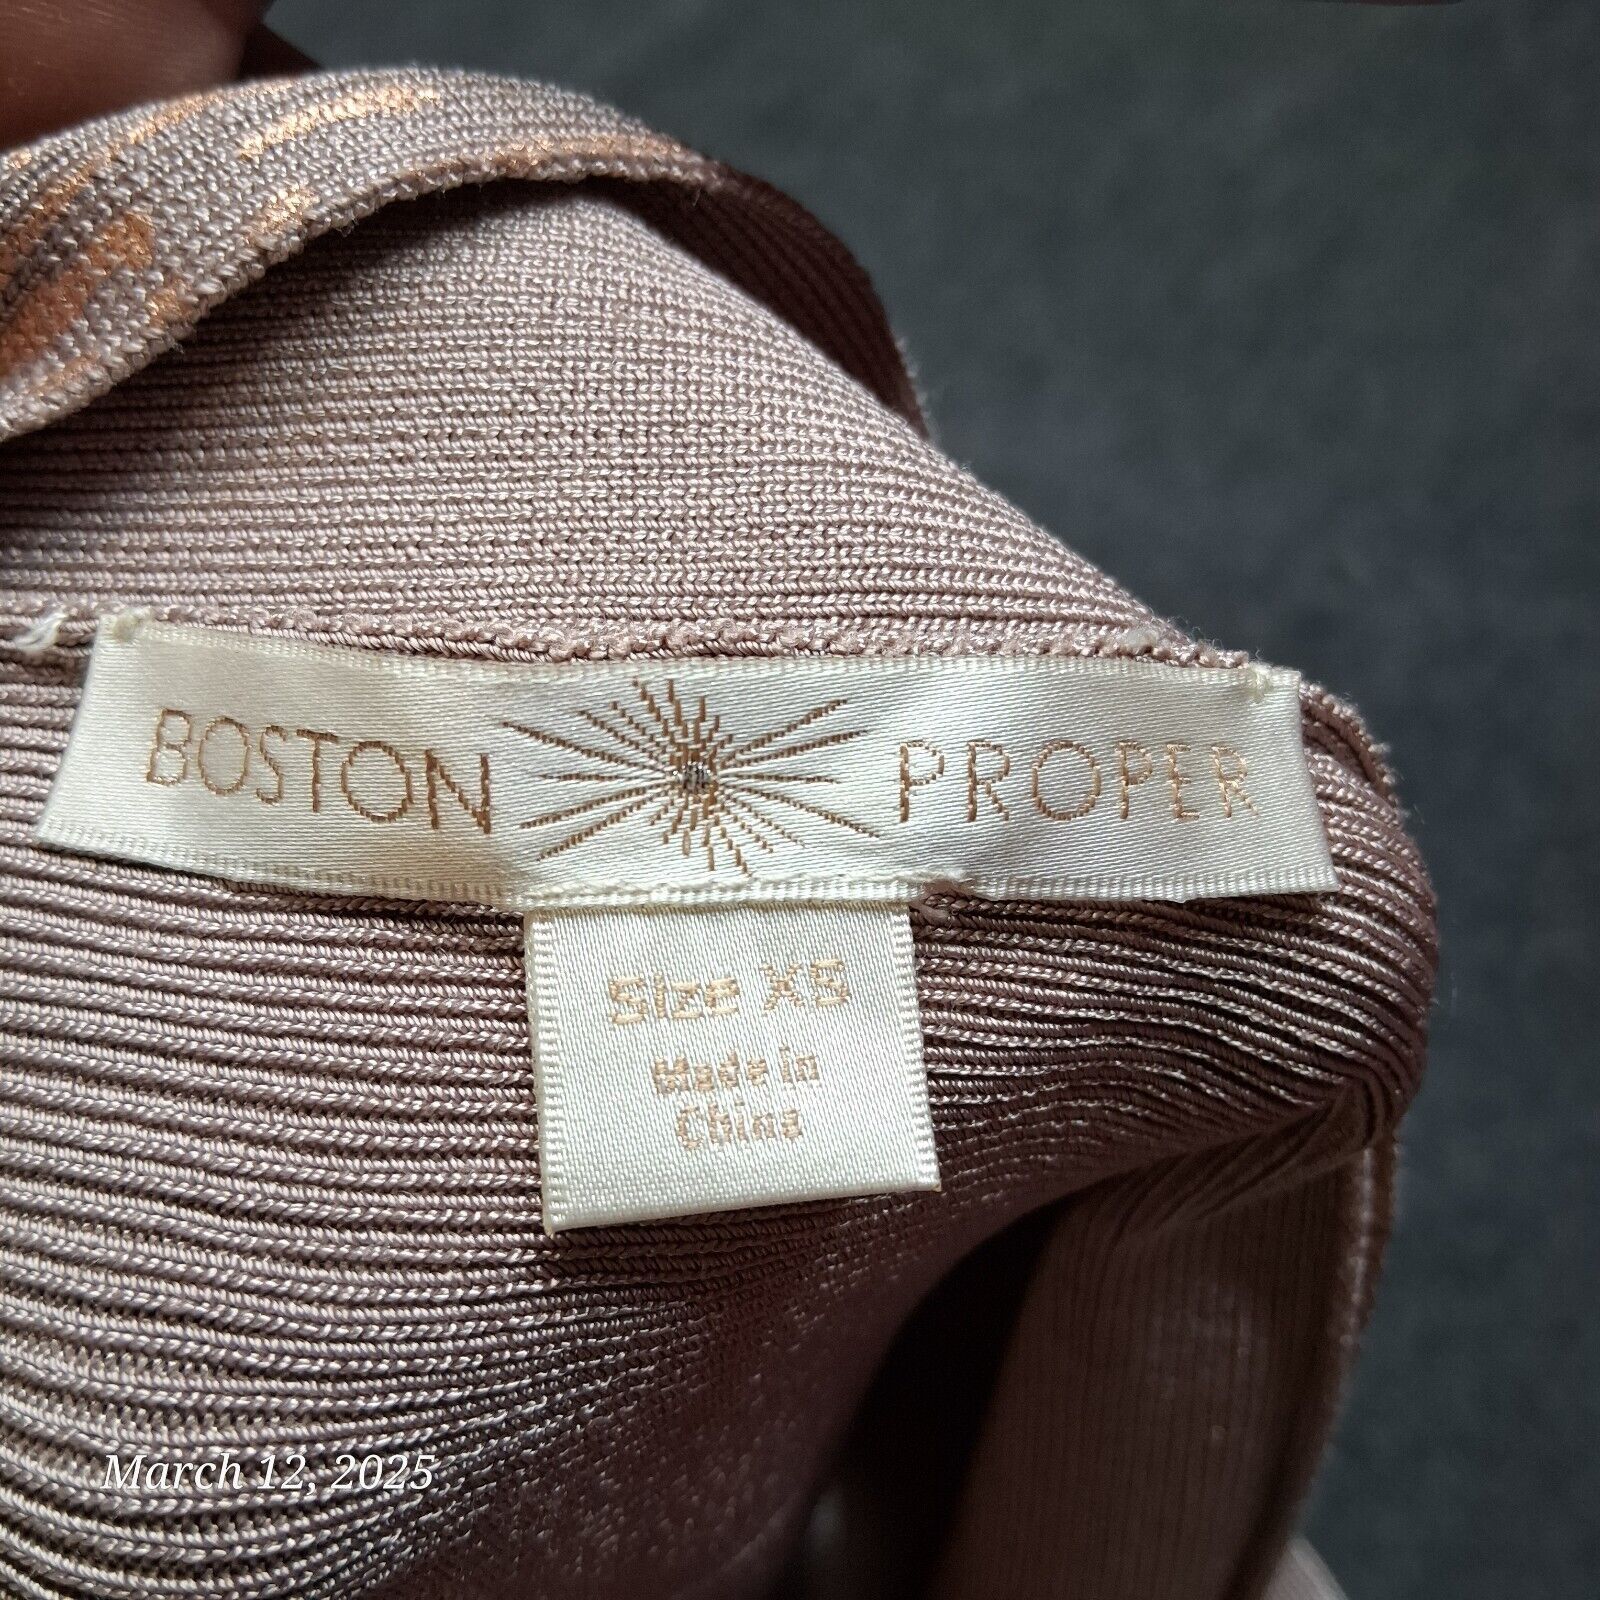 BOSTON PROPER
Size XS
Made in
China
March 12, 2025